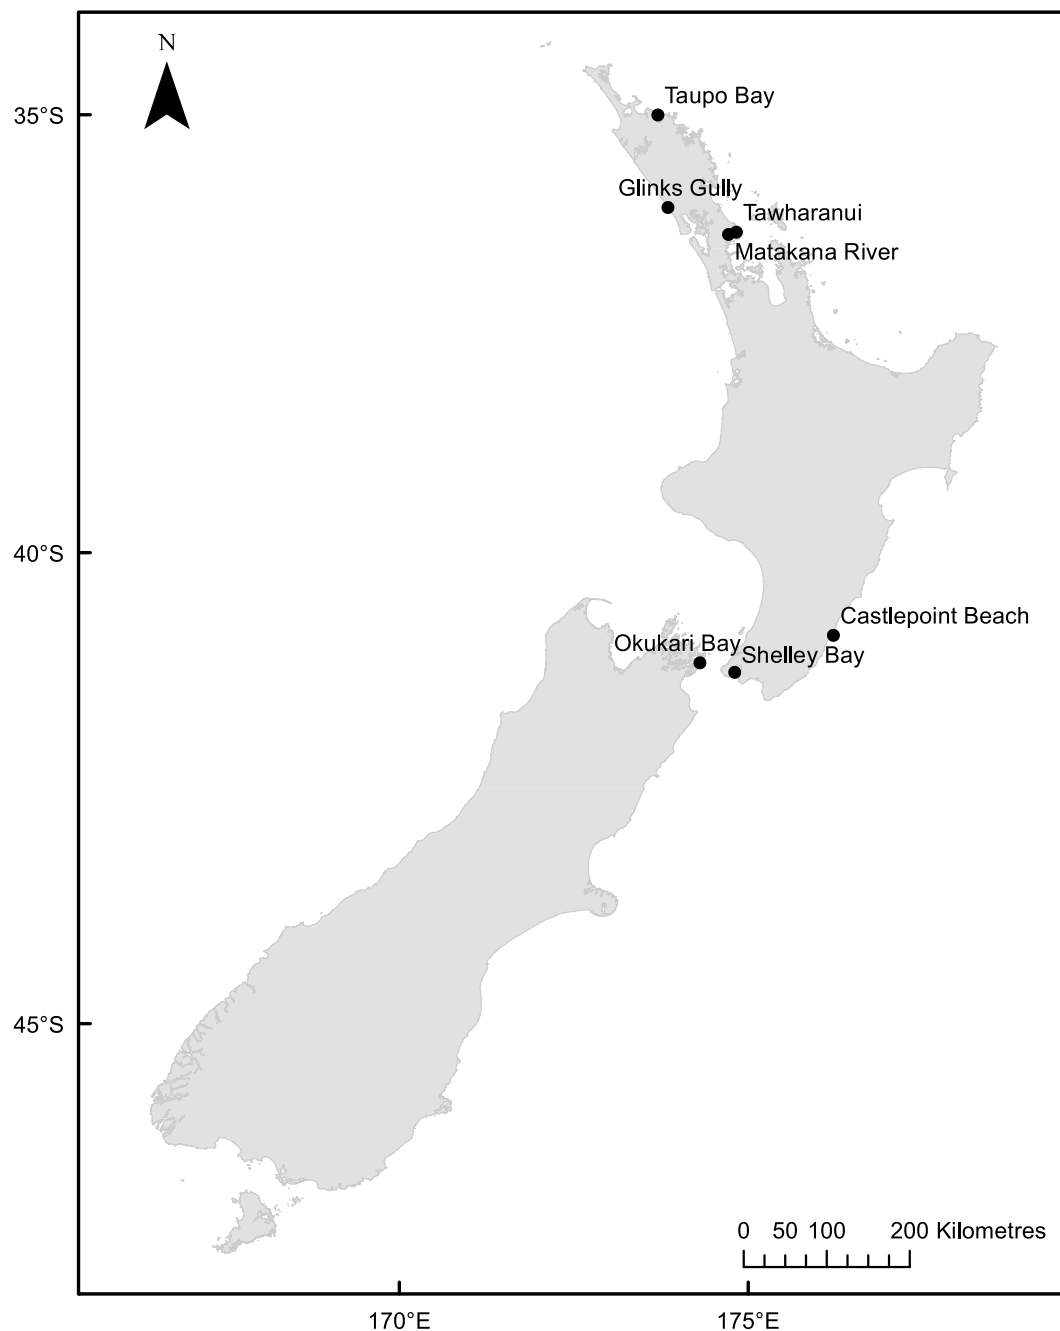 N
Taupo Bay
35°S
Glinks Gully
Tawharanui
Matakana River
40°S
Castlepoint Beach
Okukari Bay
Shelley Bay
45°S
0 50 100 200 Kilometres
170°E 175°E